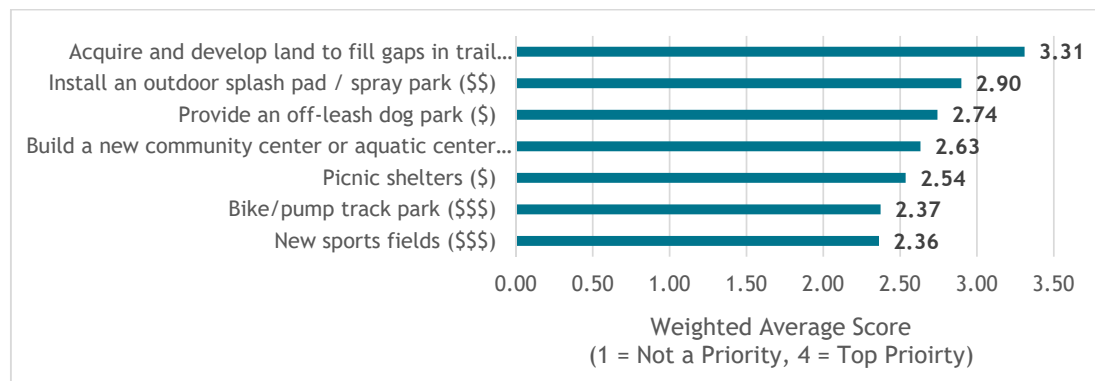 Acquire and develop land to fill gaps in trail… 3.31
Install an outdoor splash pad / spray park ($$) 2.90
Provide an off-leash dog park ($) 2.74
Build a new community center or aquatic center… 2.63
Picnic shelters ($) 2.54
Bike/pump track park ($$$) 2.37
New sports fields ($$$) 2.36
0.00 0.50 1.00 1.50 2.00 2.50 3.00 3.50
Weighted Average Score
(1 = Not a Priority, 4 = Top Prioirty)